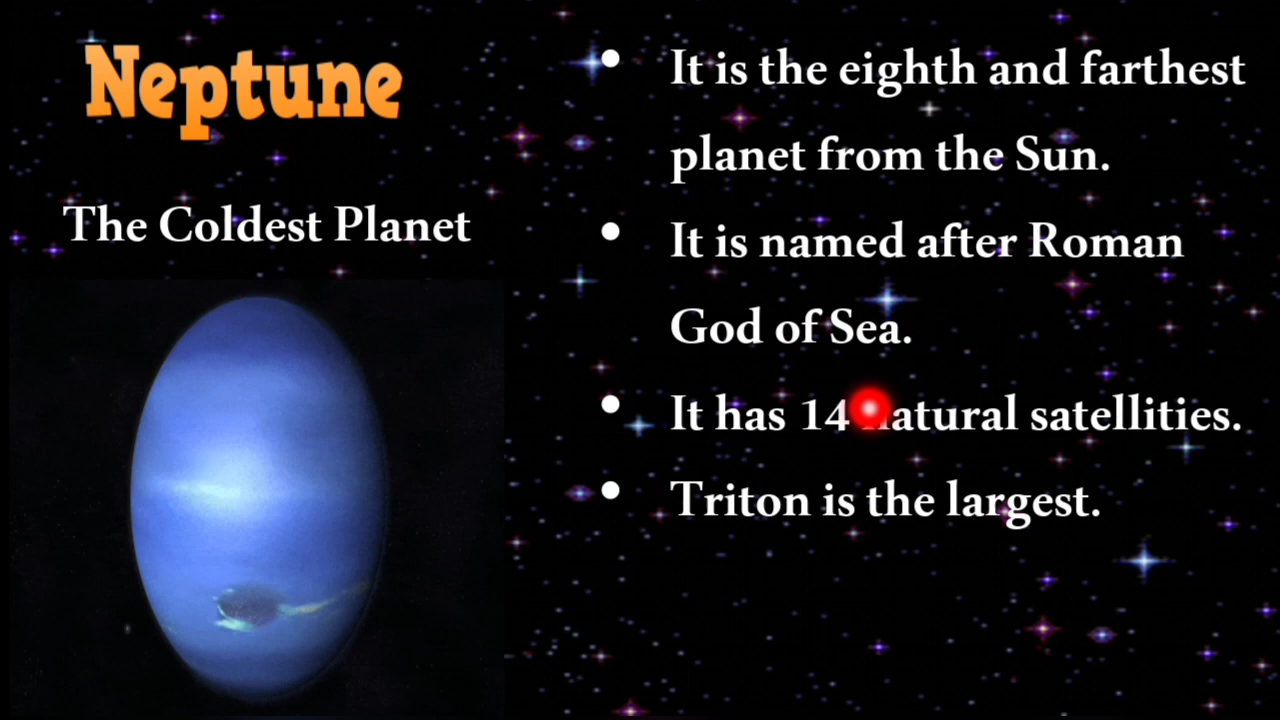 Neptune
The Coldest Planet
• It is the eighth and farthest
planet from the Sun.
• It is named after Roman
God of Sea.
• It has 14 natural satellities.
• Triton is the largest.